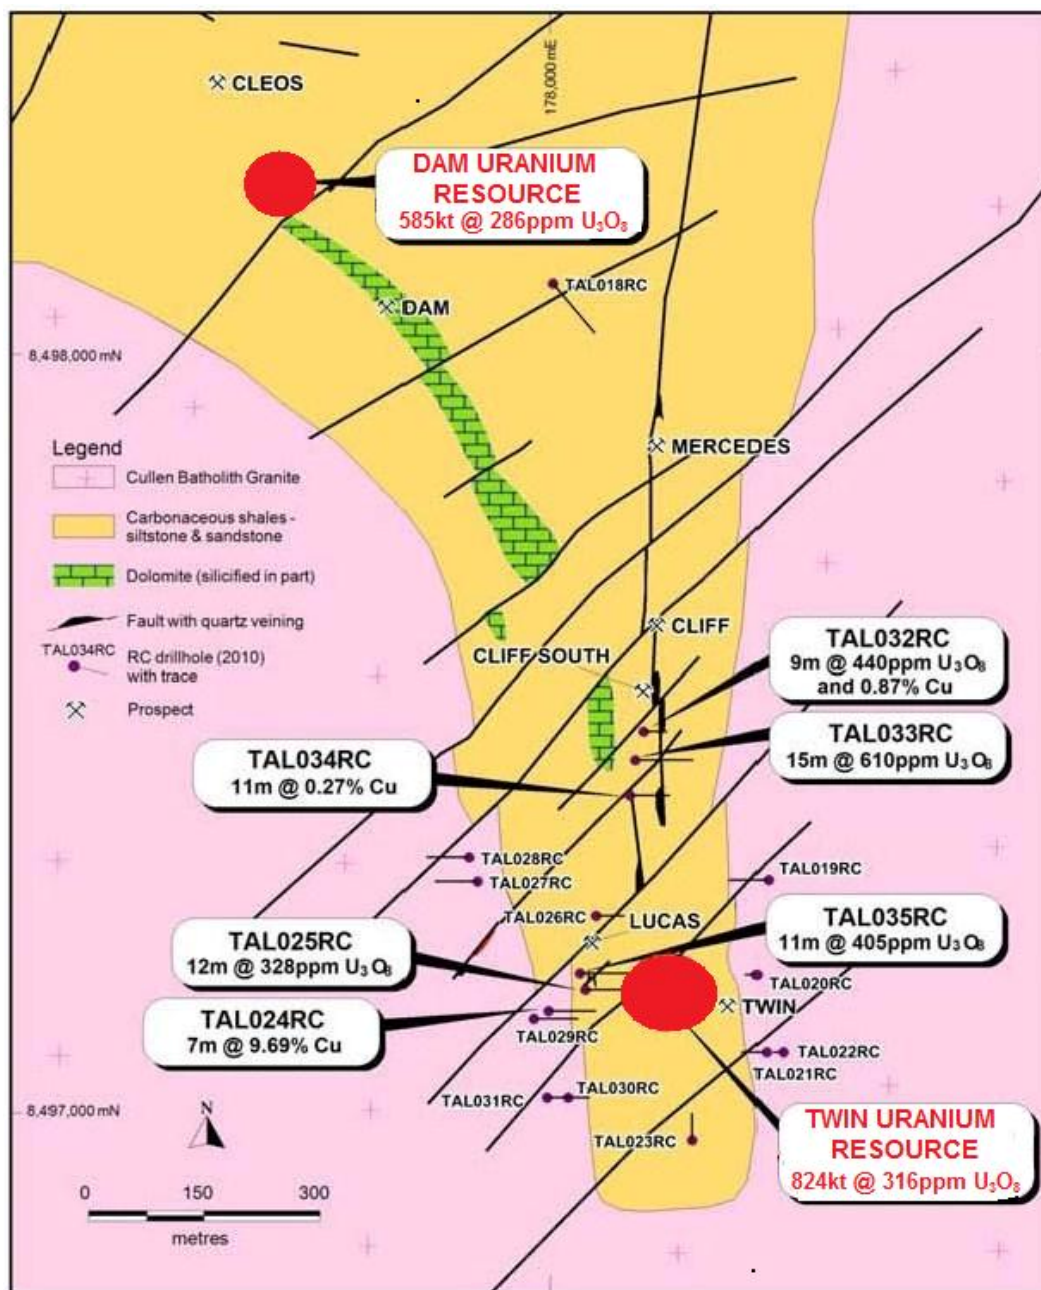 CLEOS
178,000 mE
DAM URANIUM
RESOURCE
585kt @ 286ppm U₃O₈
TAL018RC
DAM
8,498,000 mN
MERCEDES
Legend
Cullen Batholith Granite
Carbonaceous shales -
siltstone & sandstone
Dolomite (silicified in part)
Fault with quartz veining
TAL034RC
RC drillhole (2010)
with trace
Prospect
CLIFF
CLIFF SOUTH
TAL032RC
9m @ 440ppm U₃O₈
and 0.87% Cu
TAL033RC
15m @ 610ppm U₃O₈
TAL034RC
11m @ 0.27% Cu
TAL028RC
TAL027RC
TAL019RC
TAL026RC
LUCAS
TAL035RC
11m @ 405ppm U₃O₈
TAL025RC
12m @ 328ppm U₃O₈
TAL020RC
TWIN
TAL024RC
7m @ 9.69% Cu
TAL029RC
TAL022RC
TAL021RC
TAL031RC
TAL030RC
8,497,000 mN
N
TAL023RC
TWIN URANIUM
RESOURCE
824kt @ 316ppm U₃O₈
0 150 300
metres